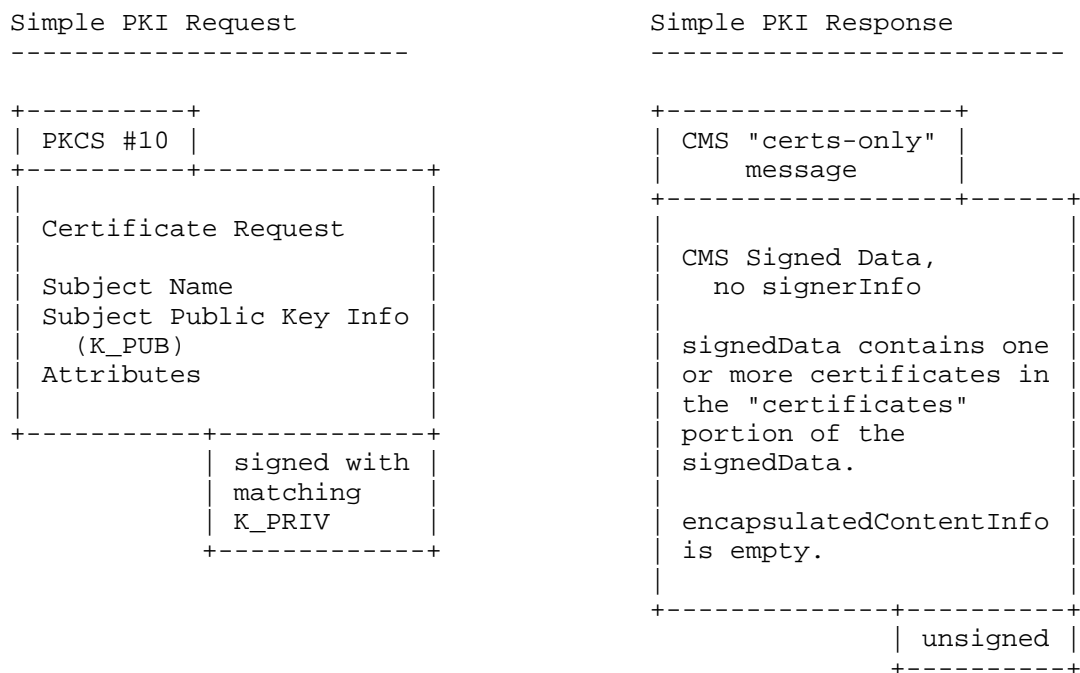 Simple PKI Request
-------------------------
PKCS #10
Certificate Request
Subject Name
Subject Public Key Info
(K_PUB)
Attributes
signed with
matching
K_PRIV
Simple PKI Response
--------------------------
CMS "certs-only"
message
CMS Signed Data,
no signerInfo
signedData contains one
or more certificates in
the "certificates"
portion of the
signedData.
encapsulatedContentInfo
is empty.
unsigned